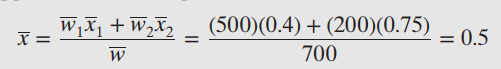 x̅ = (w̅₁x̅₁ + w̅₂x̅₂) / w̅ = ((500)(0.4) + (200)(0.75)) / 700 = 0.5